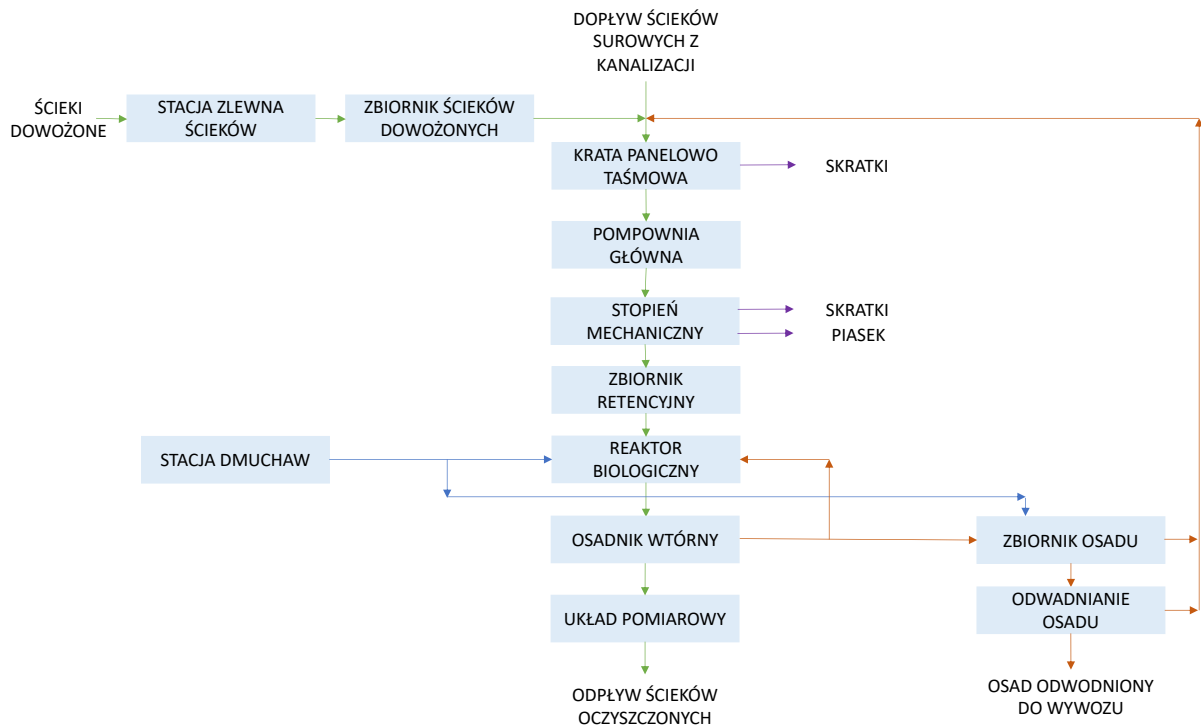 DOPŁYW ŚCIEKÓW
SUROWYCH Z
KANALIZACJI
ŚCIEKI
DOWOŻONE
STACJA ZLEWNA
ŚCIEKÓW
ZBIORNIK ŚCIEKÓW
DOWOŻONYCH
KRATA PANELOWO
TAŚMOWA
SKRATKI
POMPOWNIA
GŁÓWNA
STOPIEŃ
MECHANICZNY
SKRATKI
PIASEK
ZBIORNIK
RETENCYJNY
STACJA DMUCHAW
REAKTOR
BIOLOGICZNY
OSADNIK WTÓRNY
ZBIORNIK OSADU
UKŁAD POMIAROWY
ODWADNIANIE
OSADU
ODPŁYW ŚCIEKÓW
OCZYSZCZONYCH
OSAD ODWODNIONY
DO WYWOZU